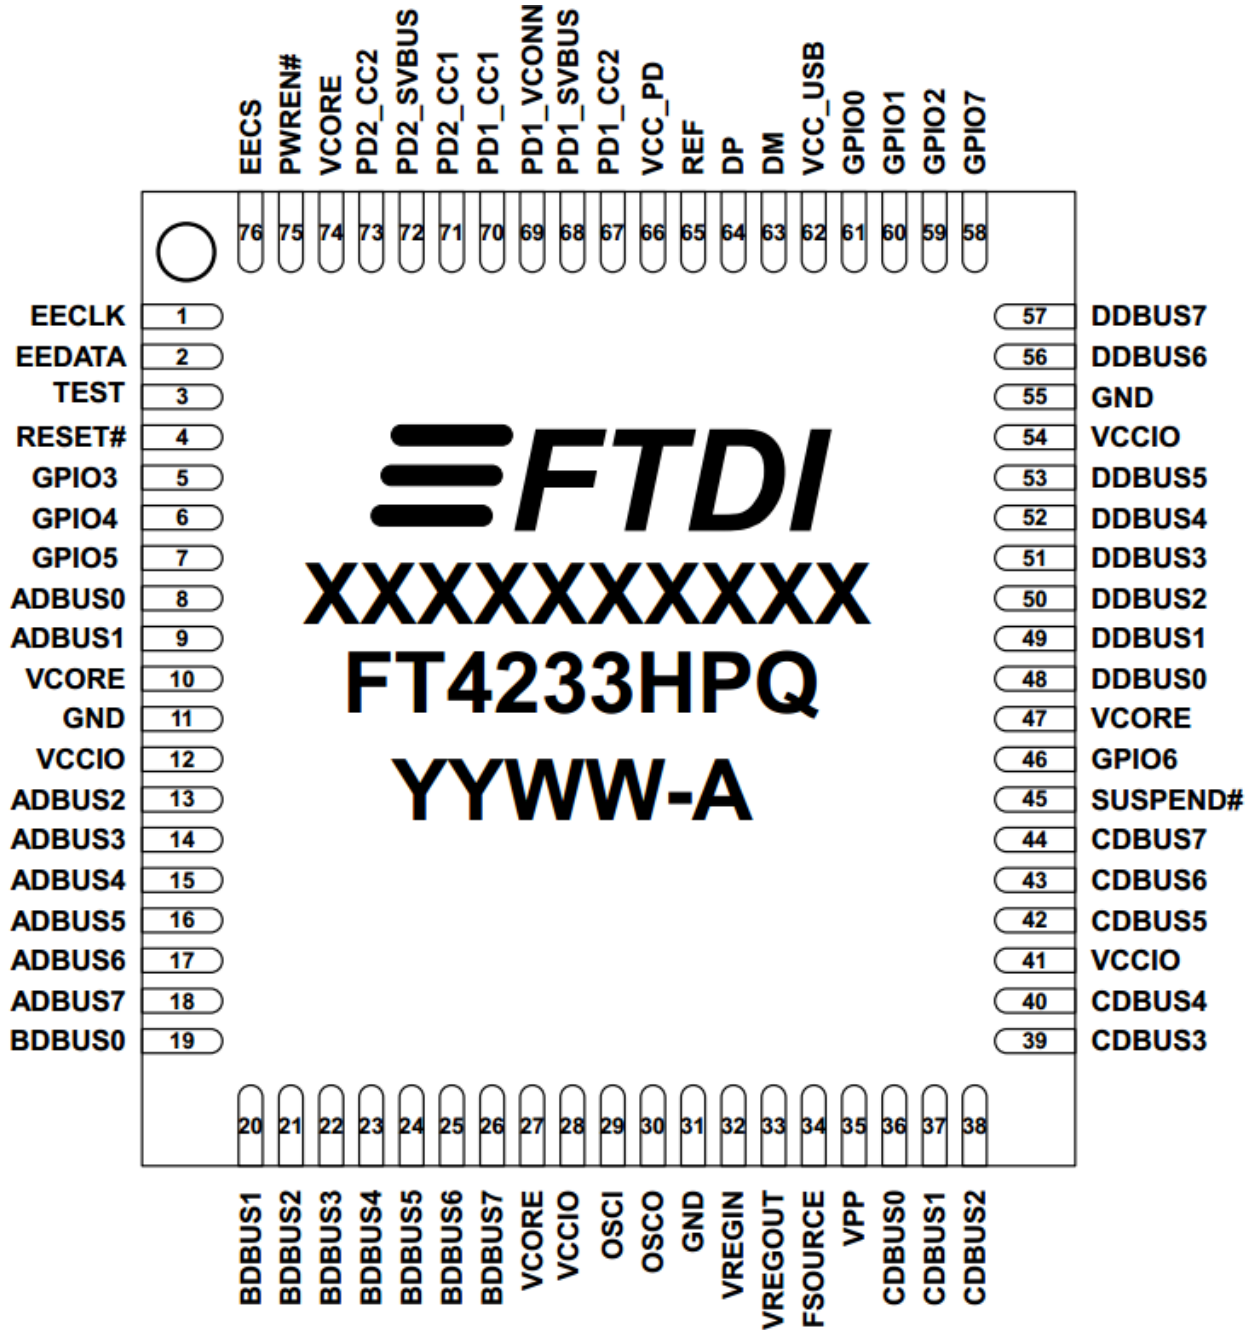 EECS
PWREN#
VCORE
PD2_CC2
PD2_SVBUS
PD2_CC1
PD1_CC1
PD1_VCONN
PD1_SVBUS
PD1_CC2
VCC_PD
REF
DP
DM
VCC_USB
GPIO0
GPIO1
GPIO2
GPIO7
76 75 74 73 72 71 70 69 68 67 66 65 64 63 62 61 60 59 58
EECLK 1
EEDATA 2
TEST 3
RESET# 4
GPIO3 5
GPIO4 6
GPIO5 7
ADBUS0 8
ADBUS1 9
VCORE 10
GND 11
VCCIO 12
ADBUS2 13
ADBUS3 14
ADBUS4 15
ADBUS5 16
ADBUS6 17
ADBUS7 18
BDBUS0 19
FTDI
XXXXXXXXXX
FT4233HPQ
YYWW-A
57 DDBUS7
56 DDBUS6
55 GND
54 VCCIO
53 DDBUS5
52 DDBUS4
51 DDBUS3
50 DDBUS2
49 DDBUS1
48 DDBUS0
47 VCORE
46 GPIO6
45 SUSPEND#
44 CDBUS7
43 CDBUS6
42 CDBUS5
41 VCCIO
40 CDBUS4
39 CDBUS3
20 21 22 23 24 25 26 27 28 29 30 31 32 33 34 35 36 37 38
BDBUS1
BDBUS2
BDBUS3
BDBUS4
BDBUS5
BDBUS6
BDBUS7
VCORE
VCCIO
OSCI
OSCO
GND
VREGIN
VREGOUT
FSOURCE
VPP
CDBUS0
CDBUS1
CDBUS2